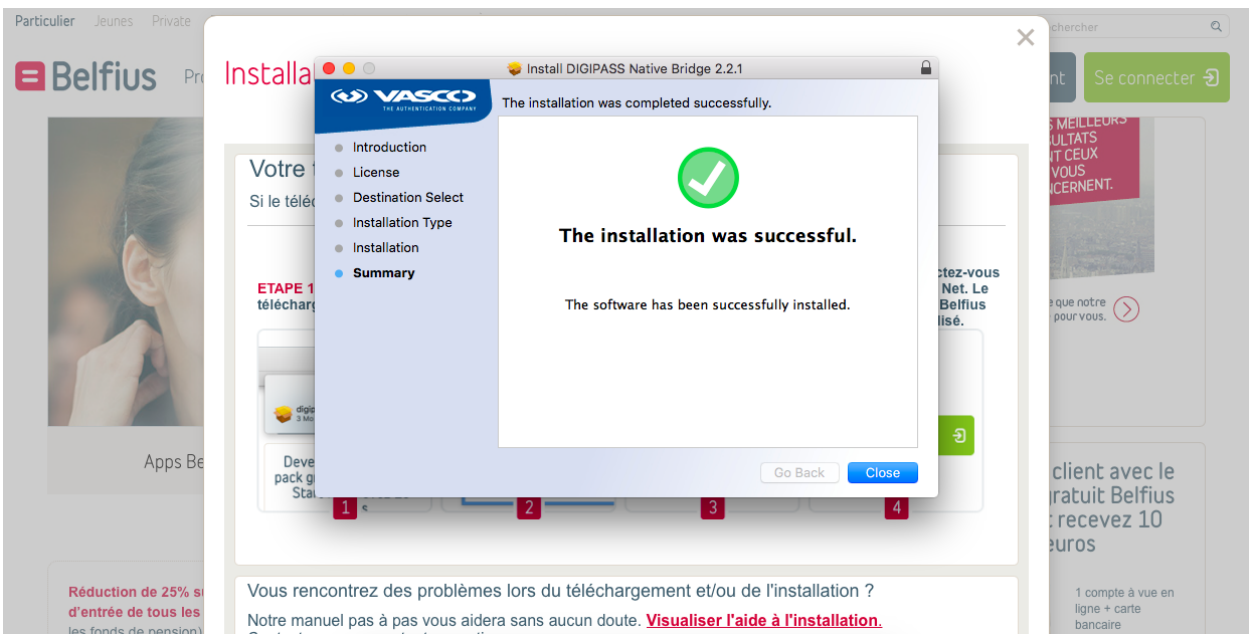 Particulier Jeunes Private
chercher
Belfius
Se connecter
Install DIGIPASS Native Bridge 2.2.1
VASCO
THE AUTHENTICATION COMPANY
The installation was completed successfully.
Introduction
License
Destination Select
Installation Type
Installation
Summary
The installation was successful.
The software has been successfully installed.
Go Back Close
Votre
Si le télé
ETAPE 1
téléchar
ctez-vous
Net. Le
Belfius
lisé.
digip
3 Mo
Deve
pack g
Star
1 2 3 4
MEILLEURS
ULTATS
NT CEUX
VOUS
NCERNENT.
e que notre
pour vous.
Apps Be
client avec le
gratuit Belfius
t recevez 10
euros
1 compte à vue en
ligne + carte
bancaire
Réduction de 25% su
d'entrée de tous les
les fonds de pension)
Vous rencontrez des problèmes lors du téléchargement et/ou de l'installation ?
Notre manuel pas à pas vous aidera sans aucun doute. Visualiser l'aide à l'installation.